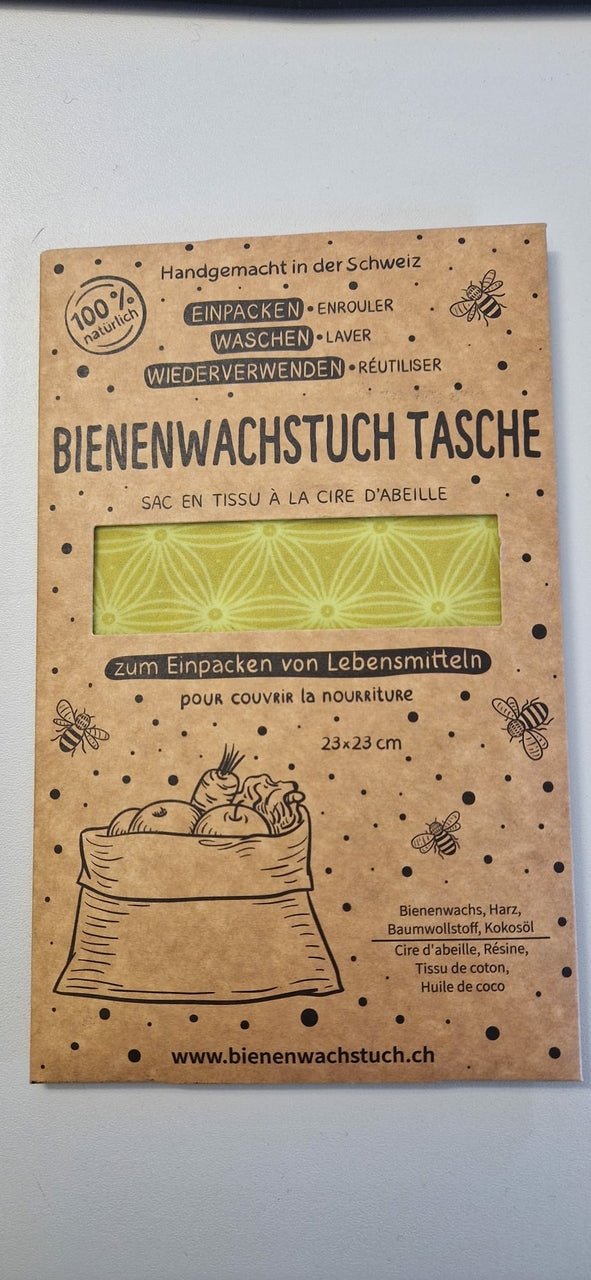 Handgemacht in der Schweiz
100%
natürlich
EINPACKEN • ENROULER
WASCHEN • LAVER
WIEDERVERWENDEN • RÉUTILISER
BIENENWACHSTUCH TASCHE
SAC EN TISSU À LA CIRE D'ABEILLE
zum Einpacken von Lebensmitteln
POUR COUVRIR la NOURRITURE
23x23 cm
Bienenwachs, Harz,
Baumwollstoff, Kokosöl
Cire d'abeille, Résine,
Tissu de coton,
Huile de coco
www.bienenwachstuch.ch